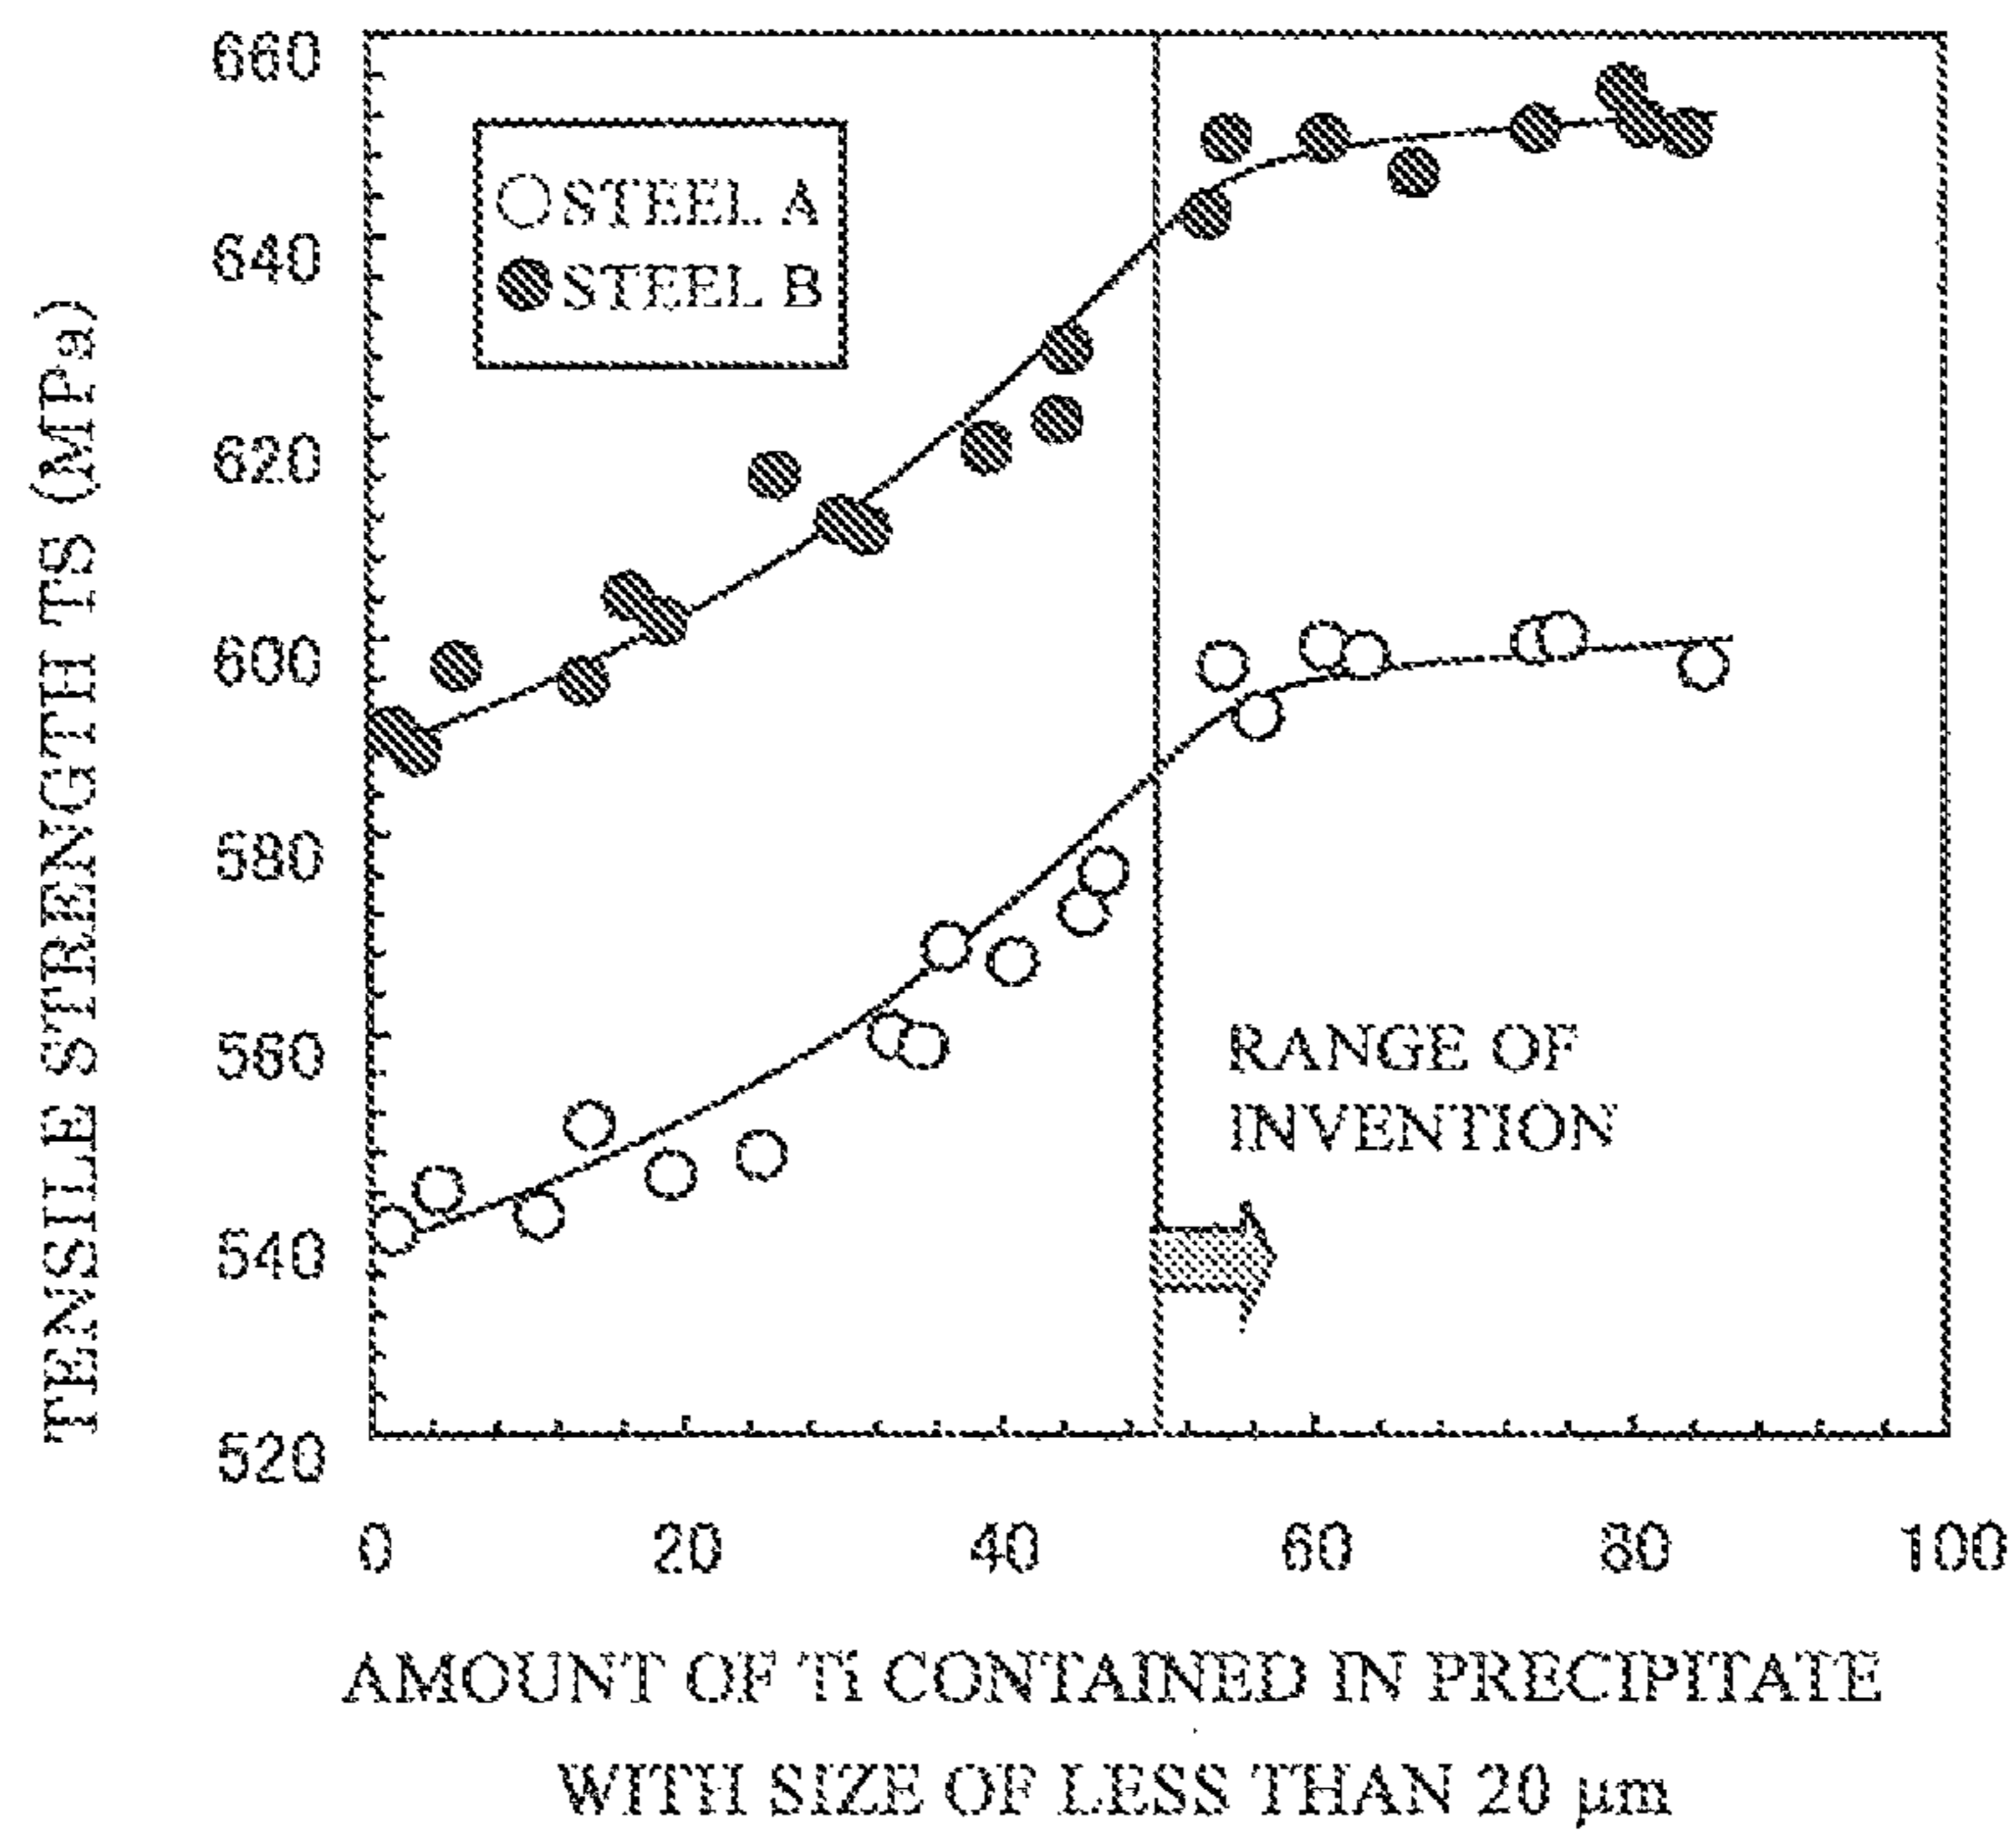 660
640
620
600
580
560
540
520
TENSILE STRENGTH TS (MPa)
STEEL A
STEEL B
RANGE OF
INVENTION
0 20 40 60 80 100
AMOUNT OF Ti CONTAINED IN PRECIPITATE
WITH SIZE OF LESS THAN 20 μm